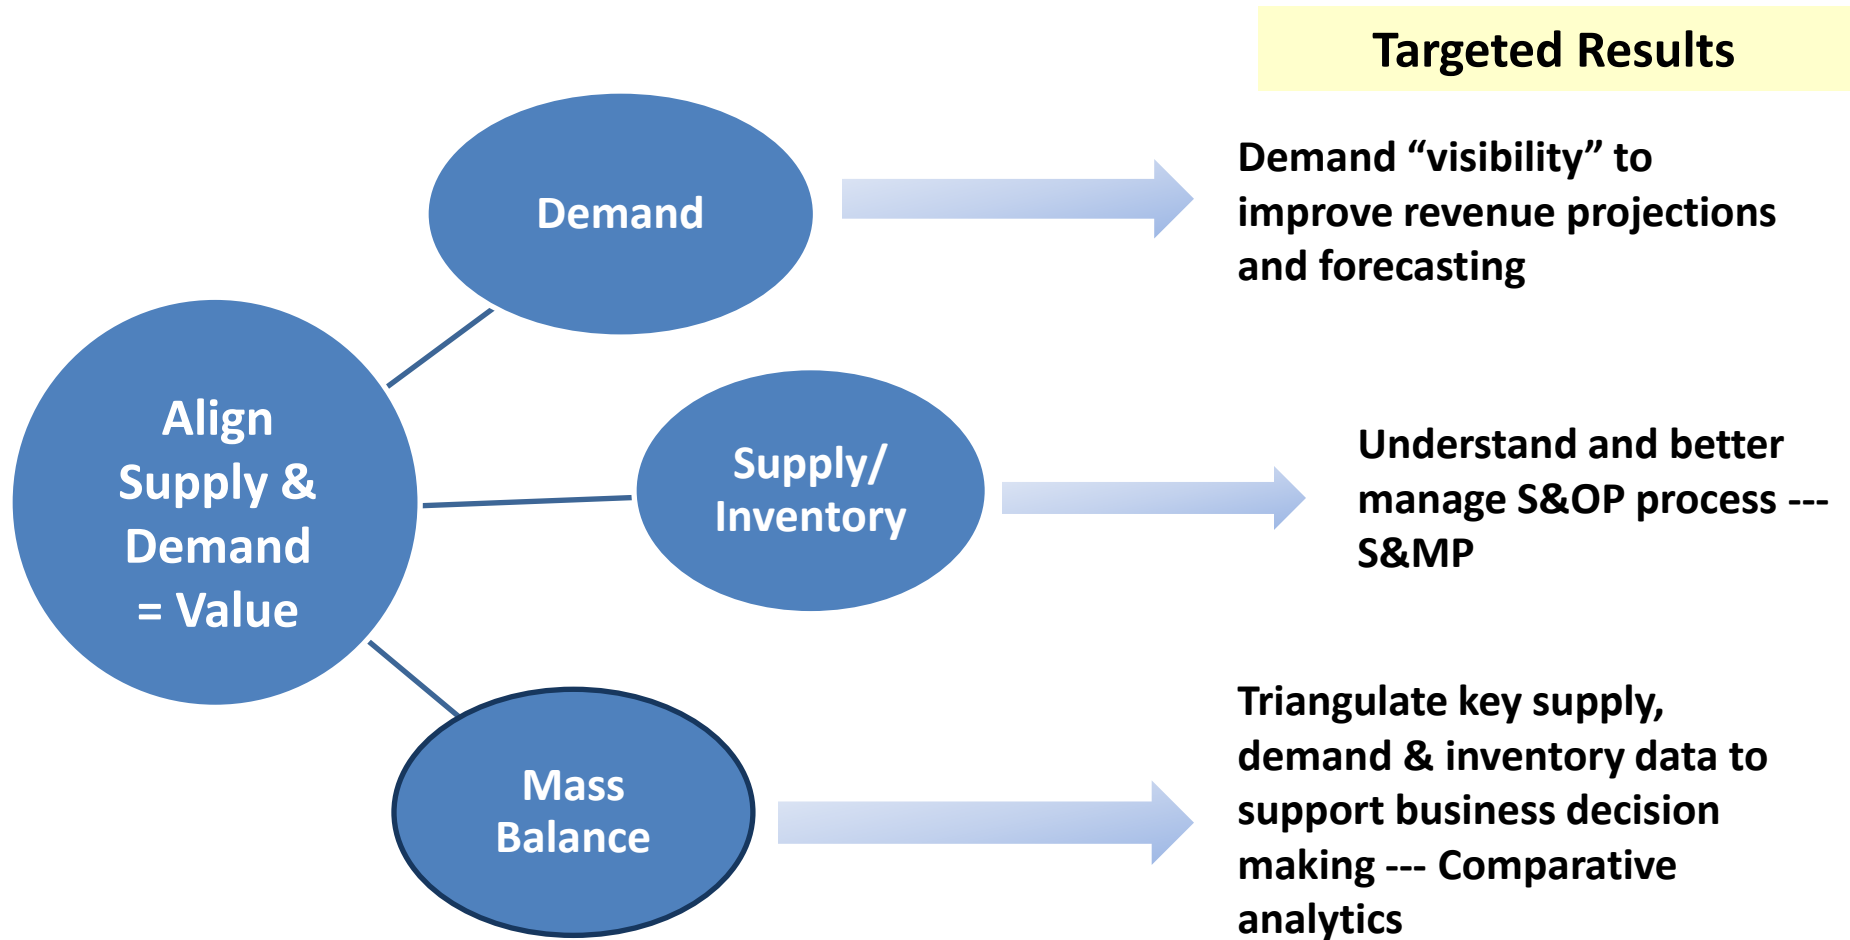 Targeted Results
Demand
Demand “visibility” to
improve revenue projections
and forecasting
Align
Supply &
Demand
= Value
Supply/
Inventory
Understand and better
manage S&OP process ---
S&MP
Mass
Balance
Triangulate key supply,
demand & inventory data to
support business decision
making --- Comparative
analytics